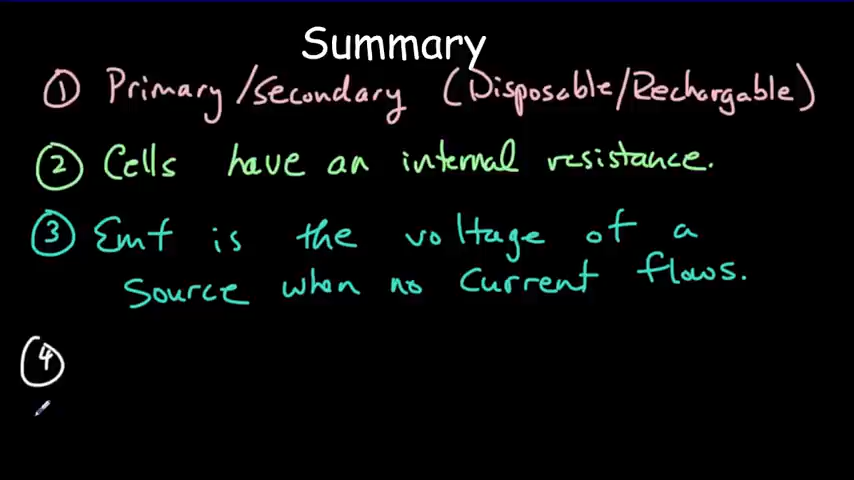 Summary
① Primary/Secondary (Disposable/Rechargable)
② Cells have an internal resistance.
③ Emf is the voltage of a
source when no current flows.
④